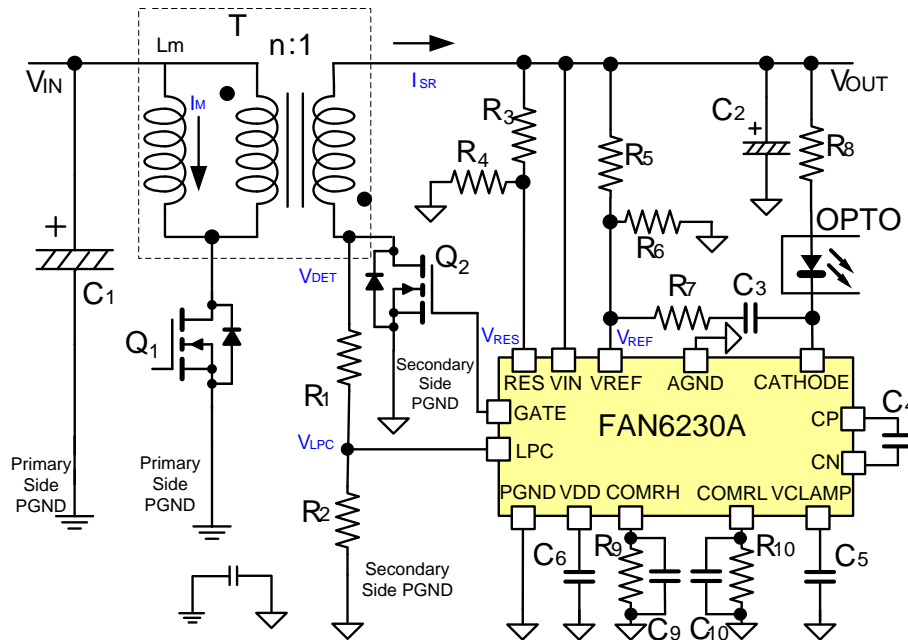 T
Lm
n:1
VIN
IM
ISR
VOUT
R3
R4
R5
R6
C2
R8
OPTO
C1
VDET
Q2
Q1
R7
C3
VRES
VREF
Secondary
Side
PGND
R1
RES
VIN
VREF
AGND
CATHODE
GATE
FAN6230A
CP
C4
VLPC
LPC
CN
Primary
Side
PGND
Primary
Side
PGND
R2
PGND
VDD
COMRH
COMRL
VCLAMP
Secondary
Side PGND
C6
R9
C9
C10
R10
C5